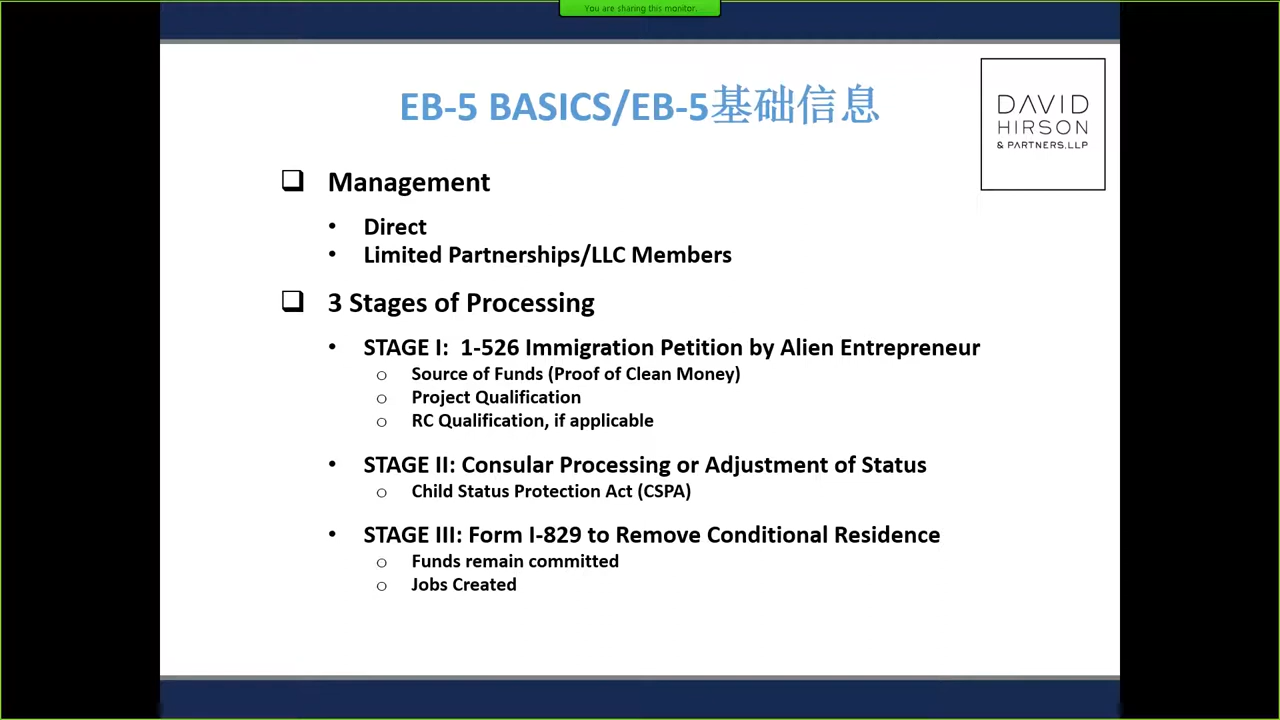 You are sharing this monitor.
EB-5 BASICS/EB-5基础信息
DAVID
HIRSON
& PARTNERS,LLP
❑ Management
• Direct
• Limited Partnerships/LLC Members
❑ 3 Stages of Processing
• STAGE I: 1-526 Immigration Petition by Alien Entrepreneur
o Source of Funds (Proof of Clean Money)
o Project Qualification
o RC Qualification, if applicable
• STAGE II: Consular Processing or Adjustment of Status
o Child Status Protection Act (CSPA)
• STAGE III: Form I-829 to Remove Conditional Residence
o Funds remain committed
o Jobs Created